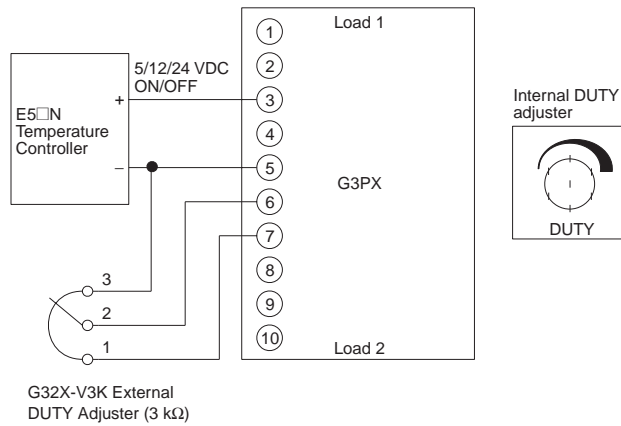 Load 1
1
2
3
4
5
6
7
8
9
10
G3PX
Load 2
5/12/24 VDC
ON/OFF
+
E5□N
Temperature
Controller
−
3
2
1
G32X-V3K External
DUTY Adjuster (3 kΩ)
Internal DUTY
adjuster
DUTY